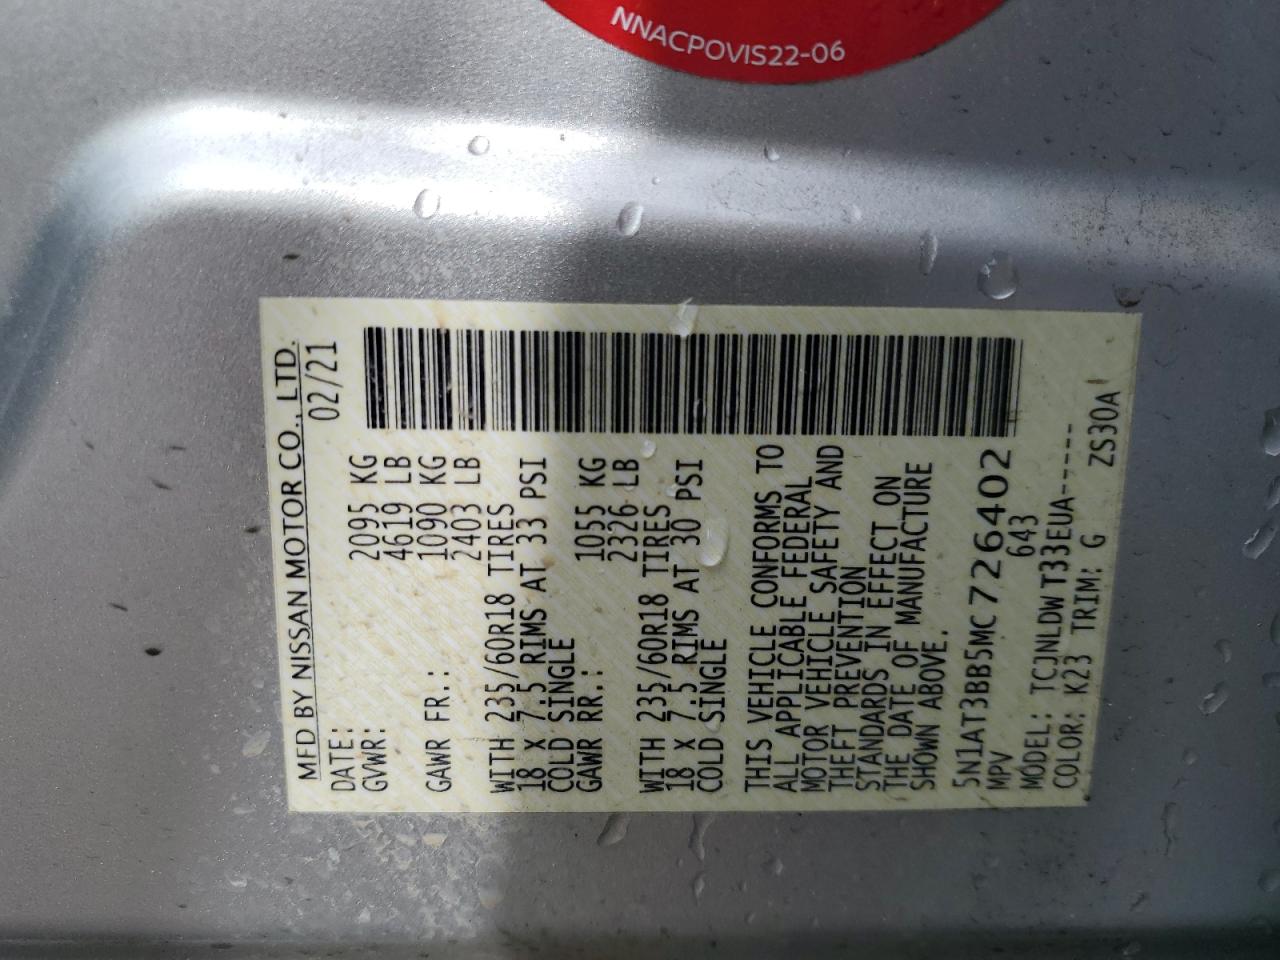 NNACPOVIS22-06
MFD BY NISSAN MOTOR CO., LTD.
DATE: 02/21
GVWR: 2095 KG
4619 LB
GAWR FR.: 1090 KG
2403 LB
WITH 235/60R18 TIRES
18 X 7.5 RIMS AT 33 PSI
COLD SINGLE
GAWR RR.: 1055 KG
2326 LB
WITH 235/60R18 TIRES
18 X 7.5 RIMS AT 30 PSI
COLD SINGLE
THIS VEHICLE CONFORMS TO
ALL APPLICABLE FEDERAL
MOTOR VEHICLE SAFETY AND
THEFT PREVENTION
STANDARDS IN EFFECT ON
THE DATE OF MANUFACTURE
SHOWN ABOVE.
5N1AT3BB5MC726402
MPV 643
MODEL: TCJNLDWT33EUA-----
COLOR: K23 TRIM: G ZS30A